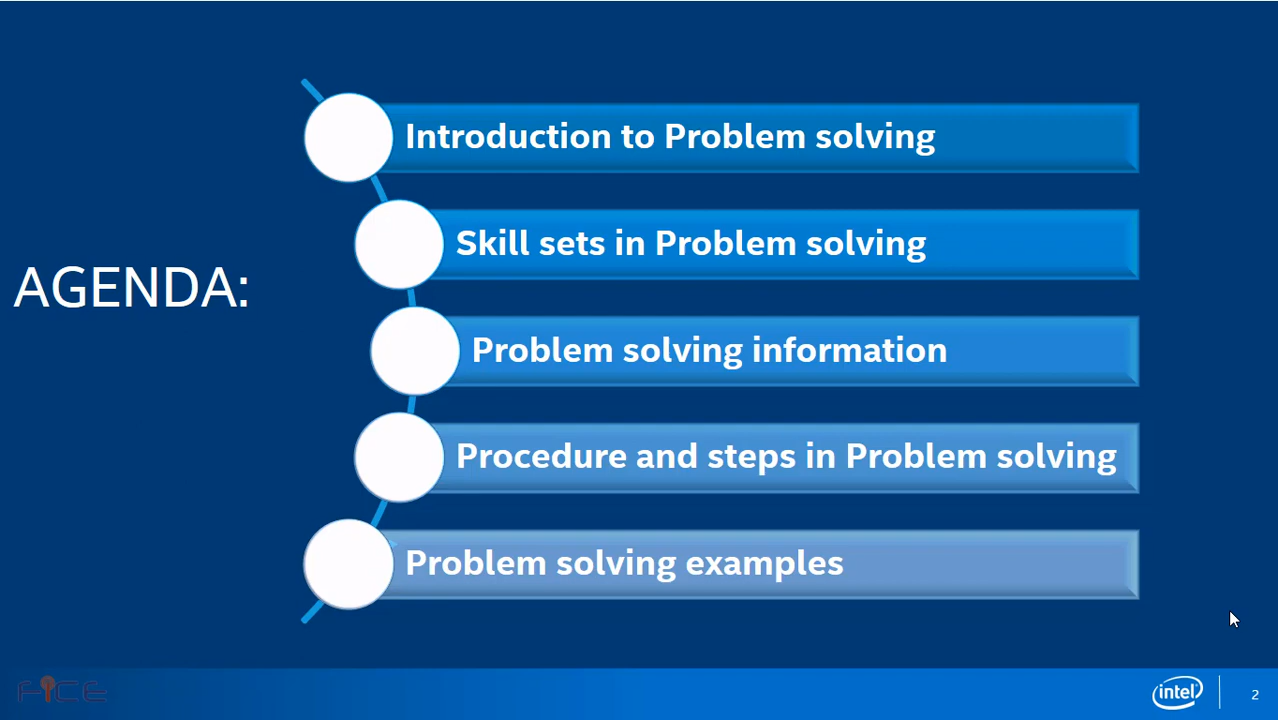 AGENDA:
Introduction to Problem solving
Skill sets in Problem solving
Problem solving information
Procedure and steps in Problem solving
Problem solving examples
FICE
intel
2